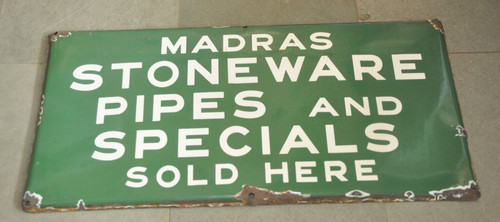 MADRAS
STONEWARE
PIPES AND
SPECIALS
SOLD HERE